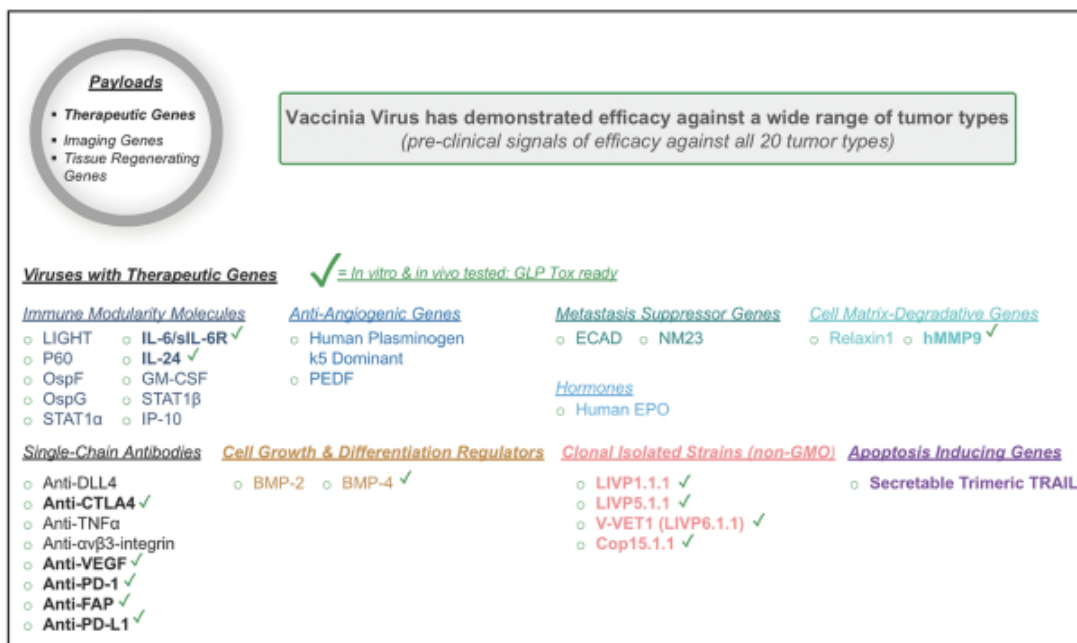 Payloads
▪ Therapeutic Genes
▪ Imaging Genes
▪ Tissue Regenerating
Genes
Vaccinia Virus has demonstrated efficacy against a wide range of tumor types
(pre-clinical signals of efficacy against all 20 tumor types)
Viruses with Therapeutic Genes
✓ = In vitro & in vivo tested: GLP Tox ready
Immune Modularity Molecules
○ LIGHT
○ P60
○ OspF
○ OspG
○ STAT1α
○ IL-6/sIL-6R ✓
○ IL-24 ✓
○ GM-CSF
○ STAT1β
○ IP-10
Anti-Angiogenic Genes
○ Human Plasminogen
k5 Dominant
○ PEDF
Metastasis Suppressor Genes
○ ECAD ○ NM23
Hormones
○ Human EPO
Cell Matrix-Degradative Genes
○ Relaxin1 ○ hMMP9 ✓
Single-Chain Antibodies
○ Anti-DLL4
○ Anti-CTLA4 ✓
○ Anti-TNFα
○ Anti-αvβ3-integrin
○ Anti-VEGF ✓
○ Anti-PD-1 ✓
○ Anti-FAP ✓
○ Anti-PD-L1 ✓
Cell Growth & Differentiation Regulators
○ BMP-2 ○ BMP-4 ✓
Clonal Isolated Strains (non-GMO)
○ LIVP1.1.1 ✓
○ LIVP5.1.1 ✓
○ V-VET1 (LIVP6.1.1) ✓
○ Cop15.1.1 ✓
Apoptosis Inducing Genes
○ Secretable Trimeric TRAIL